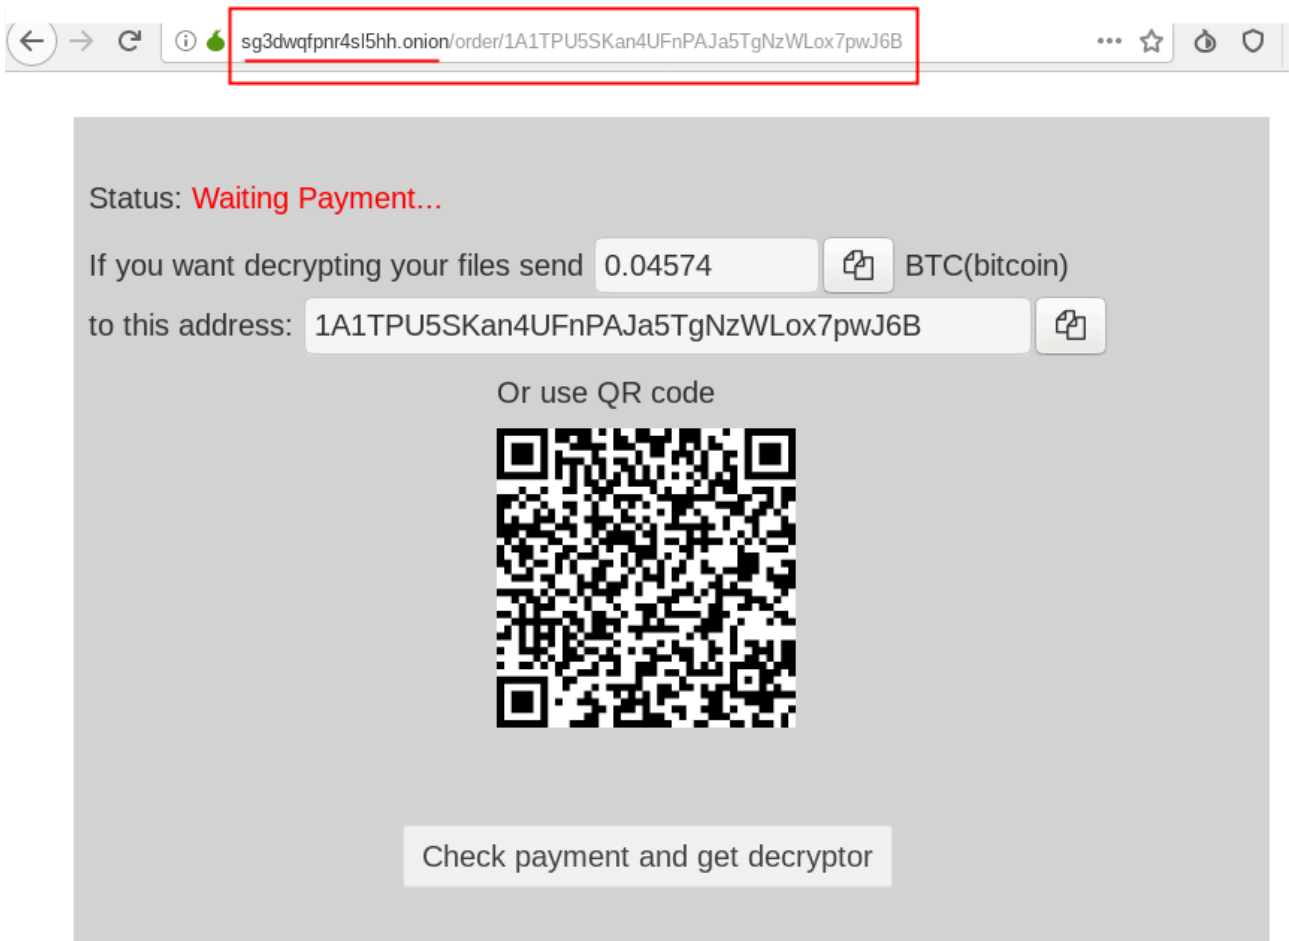 sg3dwqfpnr4sl5hh.onion/order/1A1TPU5SKan4UFnPAJa5TgNzWLox7pwJ6B
Status: Waiting Payment...
If you want decrypting your files send 0.04574 BTC(bitcoin)
to this address: 1A1TPU5SKan4UFnPAJa5TgNzWLox7pwJ6B
Or use QR code
Check payment and get decryptor